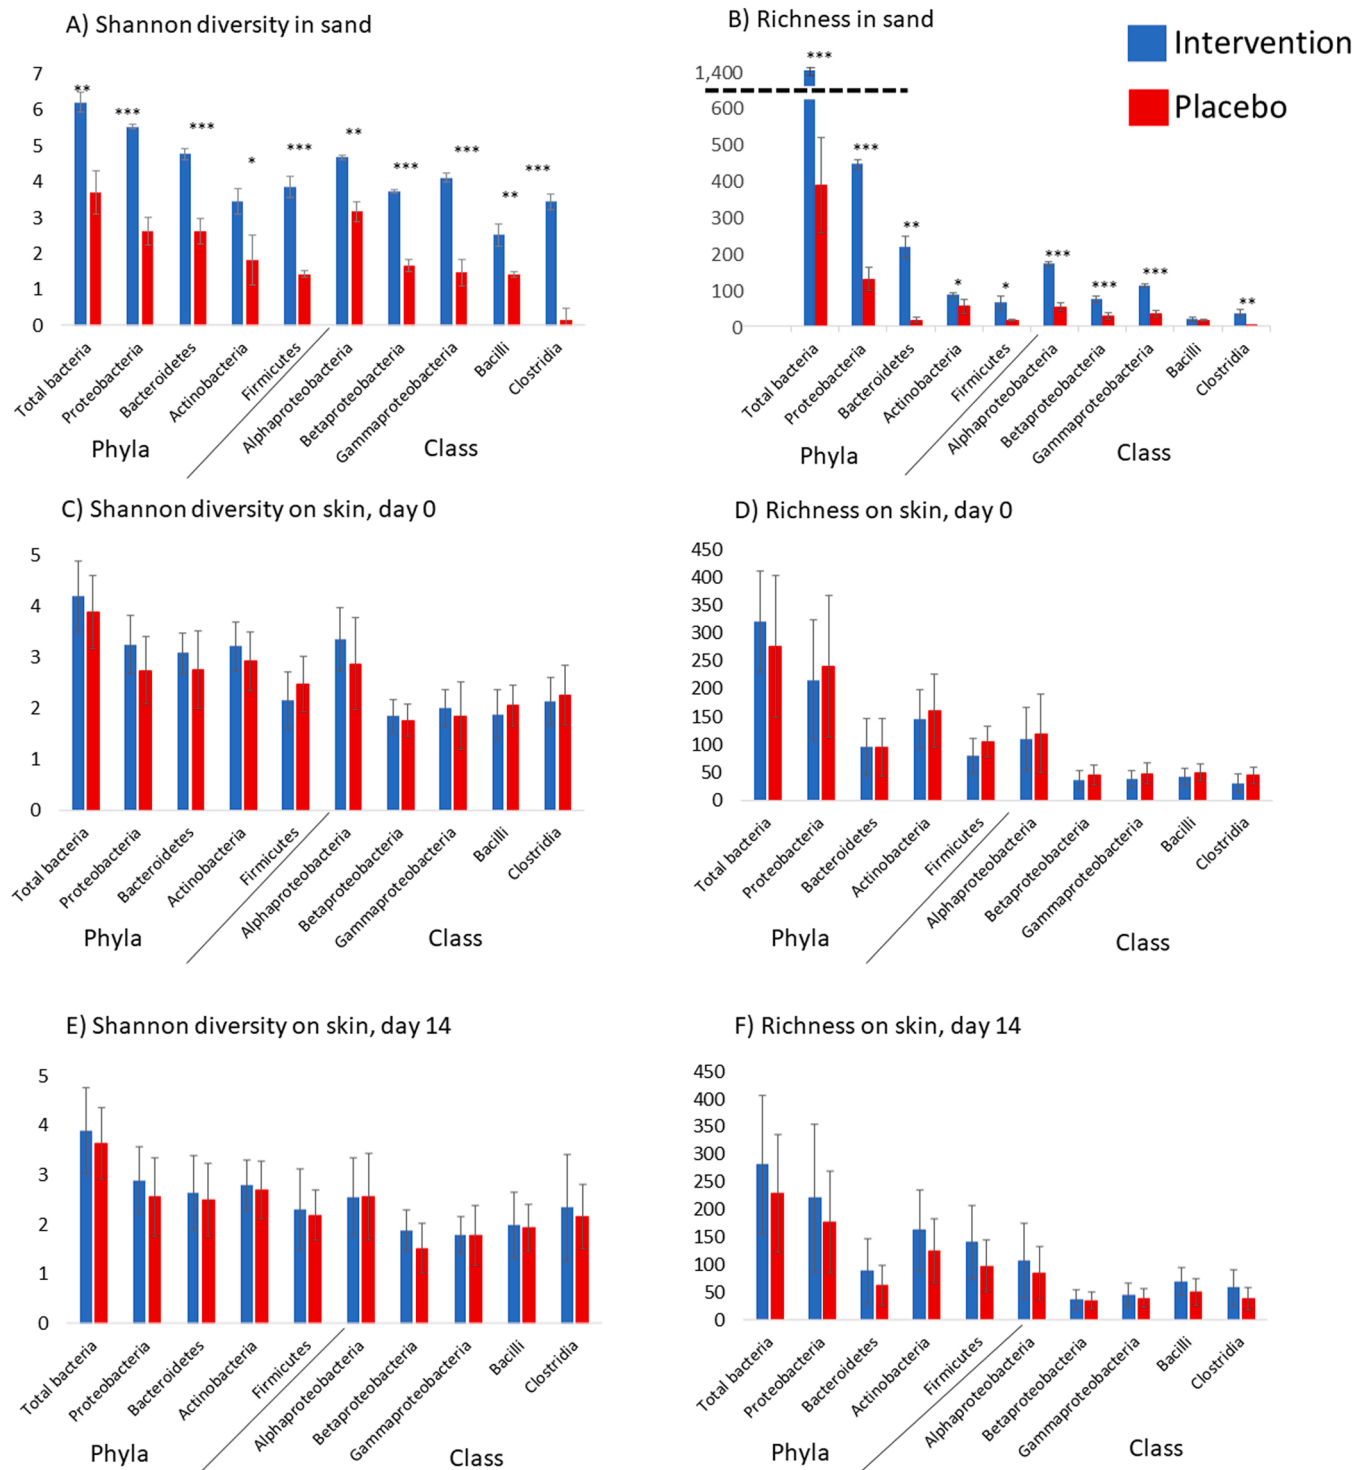 A) Shannon diversity in sand
7
6
5
4
3
2
1
0
**
***
***
*
***
**
***
***
**
***
Total bacteria
Proteobacteria
Bacteroidetes
Actinobacteria
Firmicutes
Alphaproteobacteria
Betaproteobacteria
Gammaproteobacteria
Bacilli
Clostridia
Phyla
Class
B) Richness in sand
1,400
600
500
400
300
200
100
0
***
***
**
*
*
***
***
***
**
Total bacteria
Proteobacteria
Bacteroidetes
Actinobacteria
Firmicutes
Alphaproteobacteria
Betaproteobacteria
Gammaproteobacteria
Bacilli
Clostridia
Phyla
Class
Intervention
Placebo
C) Shannon diversity on skin, day 0
5
4
3
2
1
0
Total bacteria
Proteobacteria
Bacteroidetes
Actinobacteria
Firmicutes
Alphaproteobacteria
Betaproteobacteria
Gammaproteobacteria
Bacilli
Clostridia
Phyla
Class
D) Richness on skin, day 0
450
400
350
300
250
200
150
100
50
0
Total bacteria
Proteobacteria
Bacteroidetes
Actinobacteria
Firmicutes
Alphaproteobacteria
Betaproteobacteria
Gammaproteobacteria
Bacilli
Clostridia
Phyla
Class
E) Shannon diversity on skin, day 14
5
4
3
2
1
0
Total bacteria
Proteobacteria
Bacteroidetes
Actinobacteria
Firmicutes
Alphaproteobacteria
Betaproteobacteria
Gammaproteobacteria
Bacilli
Clostridia
Phyla
Class
F) Richness on skin, day 14
450
400
350
300
250
200
150
100
50
0
Total bacteria
Proteobacteria
Bacteroidetes
Actinobacteria
Firmicutes
Alphaproteobacteria
Betaproteobacteria
Gammaproteobacteria
Bacilli
Clostridia
Phyla
Class